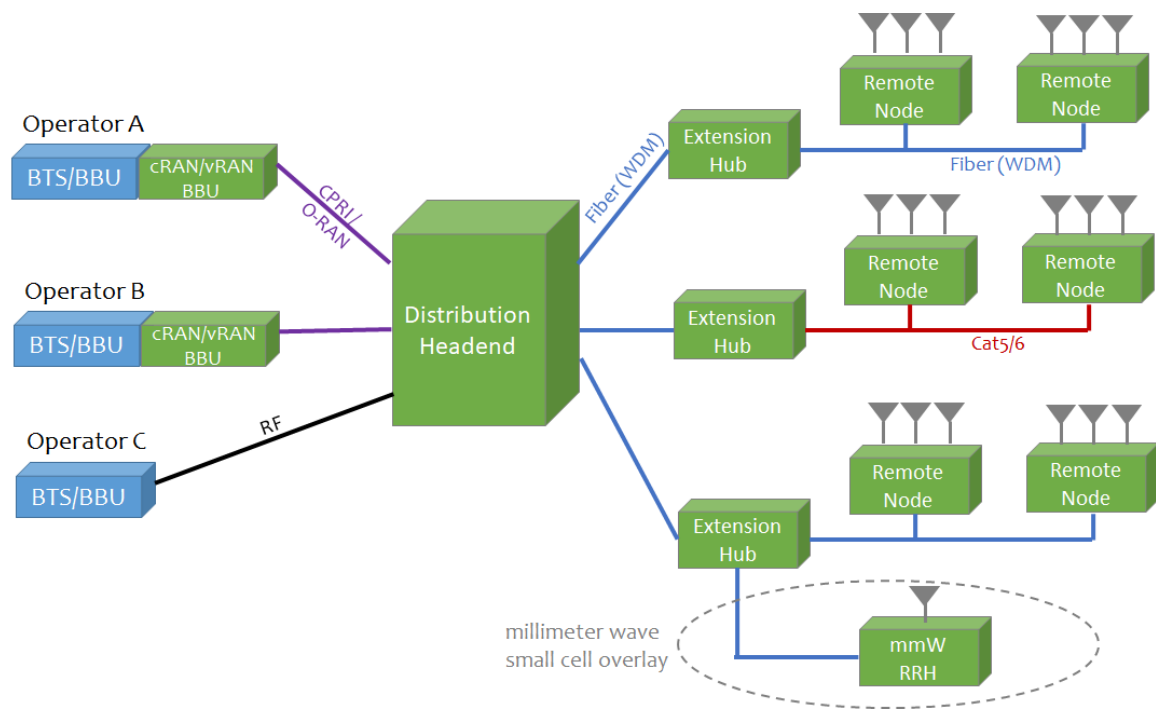 Operator A
BTS/BBU
cRAN/vRAN
BBU
CPRI/
O-RAN
Operator B
BTS/BBU
cRAN/vRAN
BBU
Operator C
BTS/BBU
RF
Distribution
Headend
Fiber (WDM)
Extension
Hub
Remote
Node
Remote
Node
Fiber (WDM)
Extension
Hub
Remote
Node
Remote
Node
Cat5/6
Extension
Hub
Remote
Node
Remote
Node
millimeter wave
small cell overlay
mmW
RRH